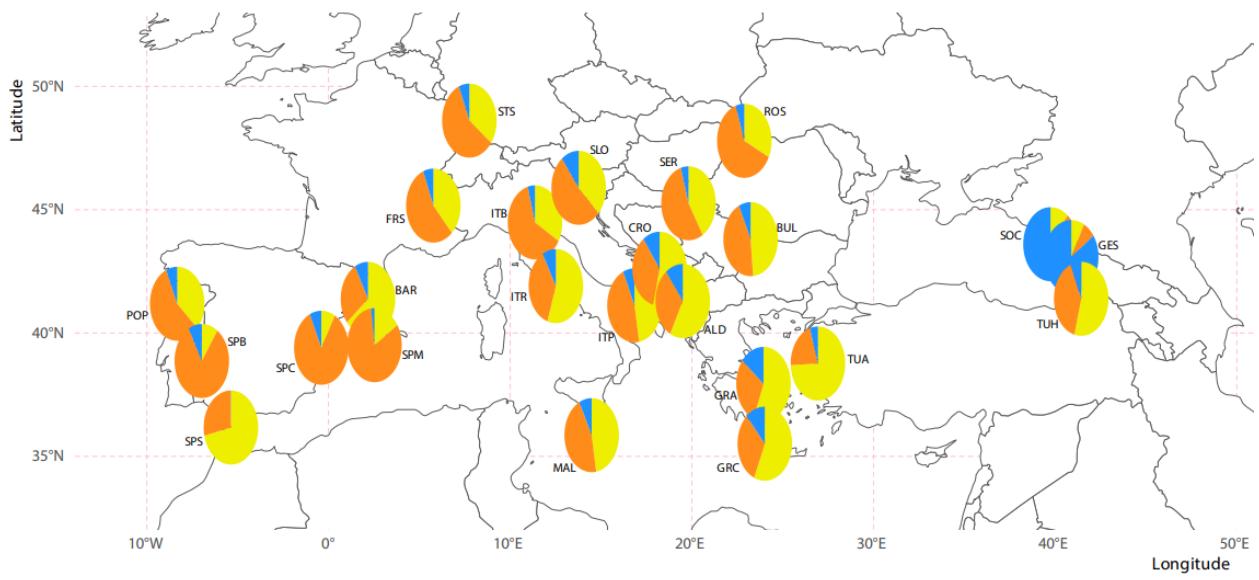 Latitude
50°N
45°N
40°N
35°N
STS
ROS
SLO
SER
FRS
ITB
CRO
BUL
SOC
GES
POP
BAR
ITR
SPB
SPC
SPM
ITP
ALD
TUH
TUA
GRA
SPS
MAL
GRC
10°W
0°
10°E
20°E
30°E
40°E
50°E
Longitude